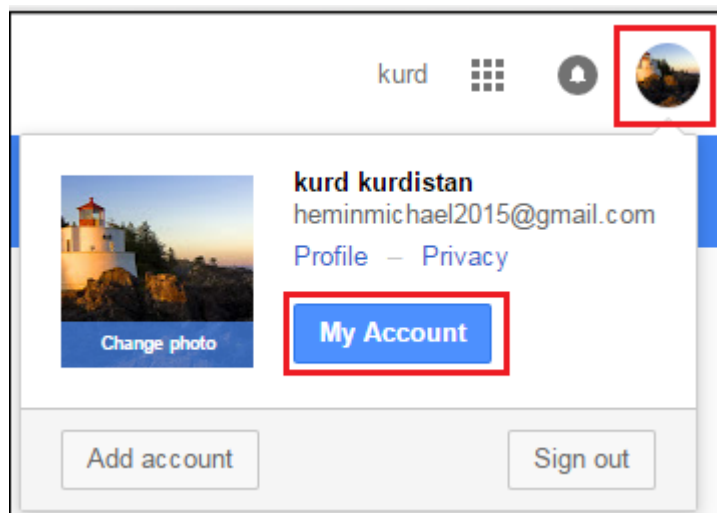 kurd
kurd kurdistan
heminmichael2015@gmail.com
Profile – Privacy
Change photo
My Account
Add account
Sign out